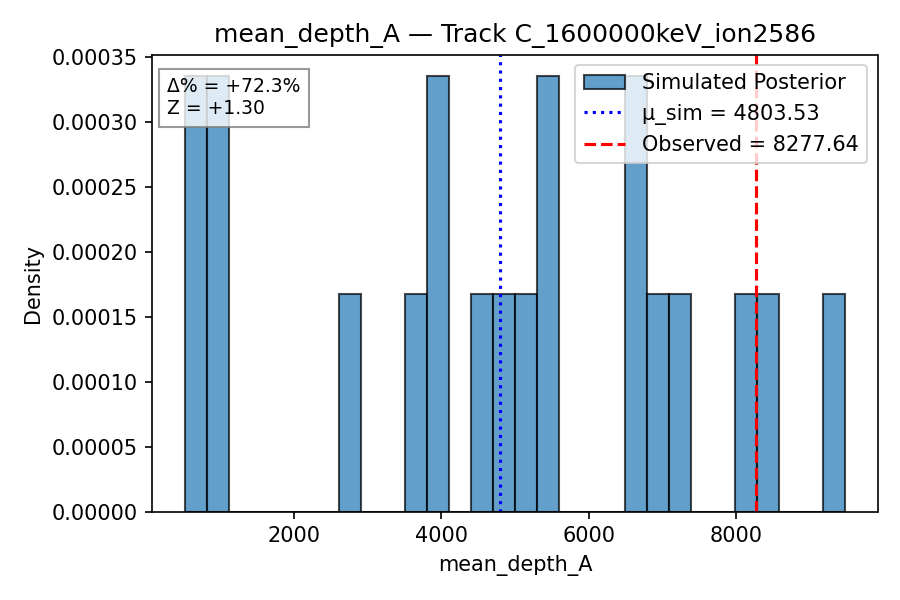 mean_depth_A — Track C_1600000keV_ion2586
Δ% = +72.3%
Z = +1.30
Simulated Posterior
μ_sim = 4803.53
Observed = 8277.64
Density
0.00035
0.00030
0.00025
0.00020
0.00015
0.00010
0.00005
0.00000
2000 4000 6000 8000
mean_depth_A